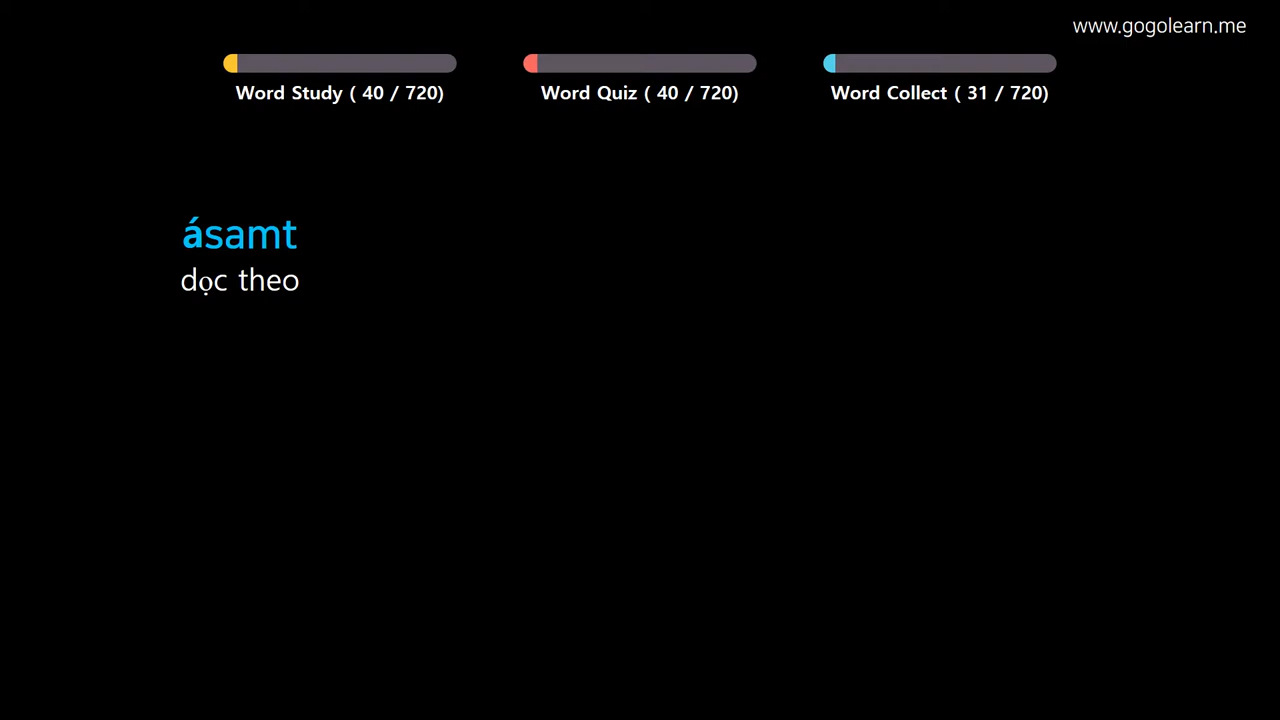 www.gogolearn.me
Word Study ( 40 / 720)
Word Quiz ( 40 / 720)
Word Collect ( 31 / 720)
ásamt
dọc theo